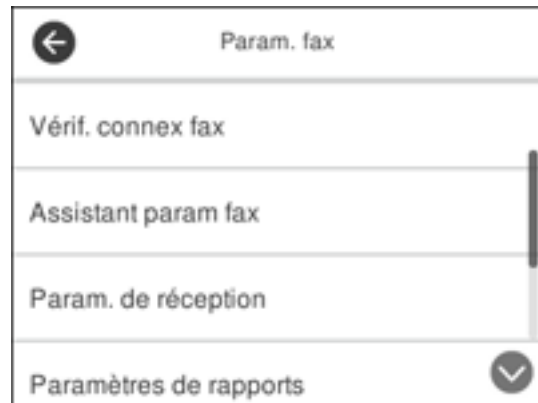 Param. fax
Vérif. connex fax
Assistant param fax
Param. de réception
Paramètres de rapports